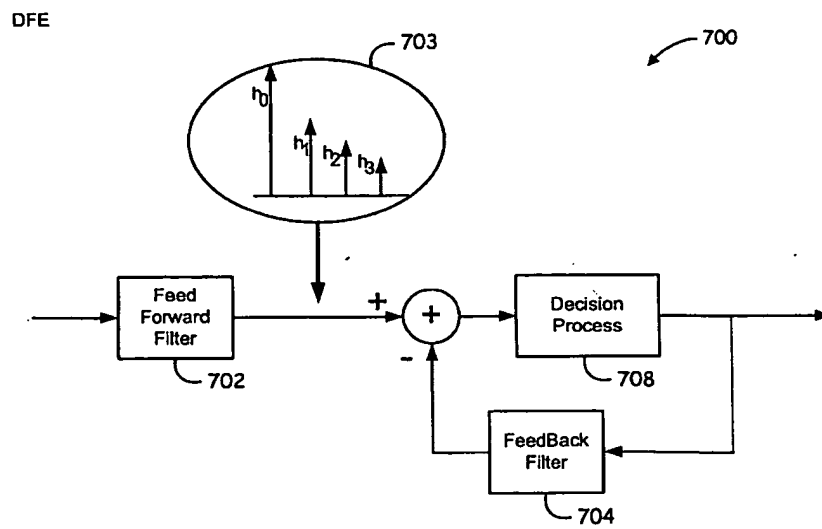 DFE
703
700
h0
h1
h2
h3
Feed
Forward
Filter
702
+
+
-
Decision
Process
708
FeedBack
Filter
704